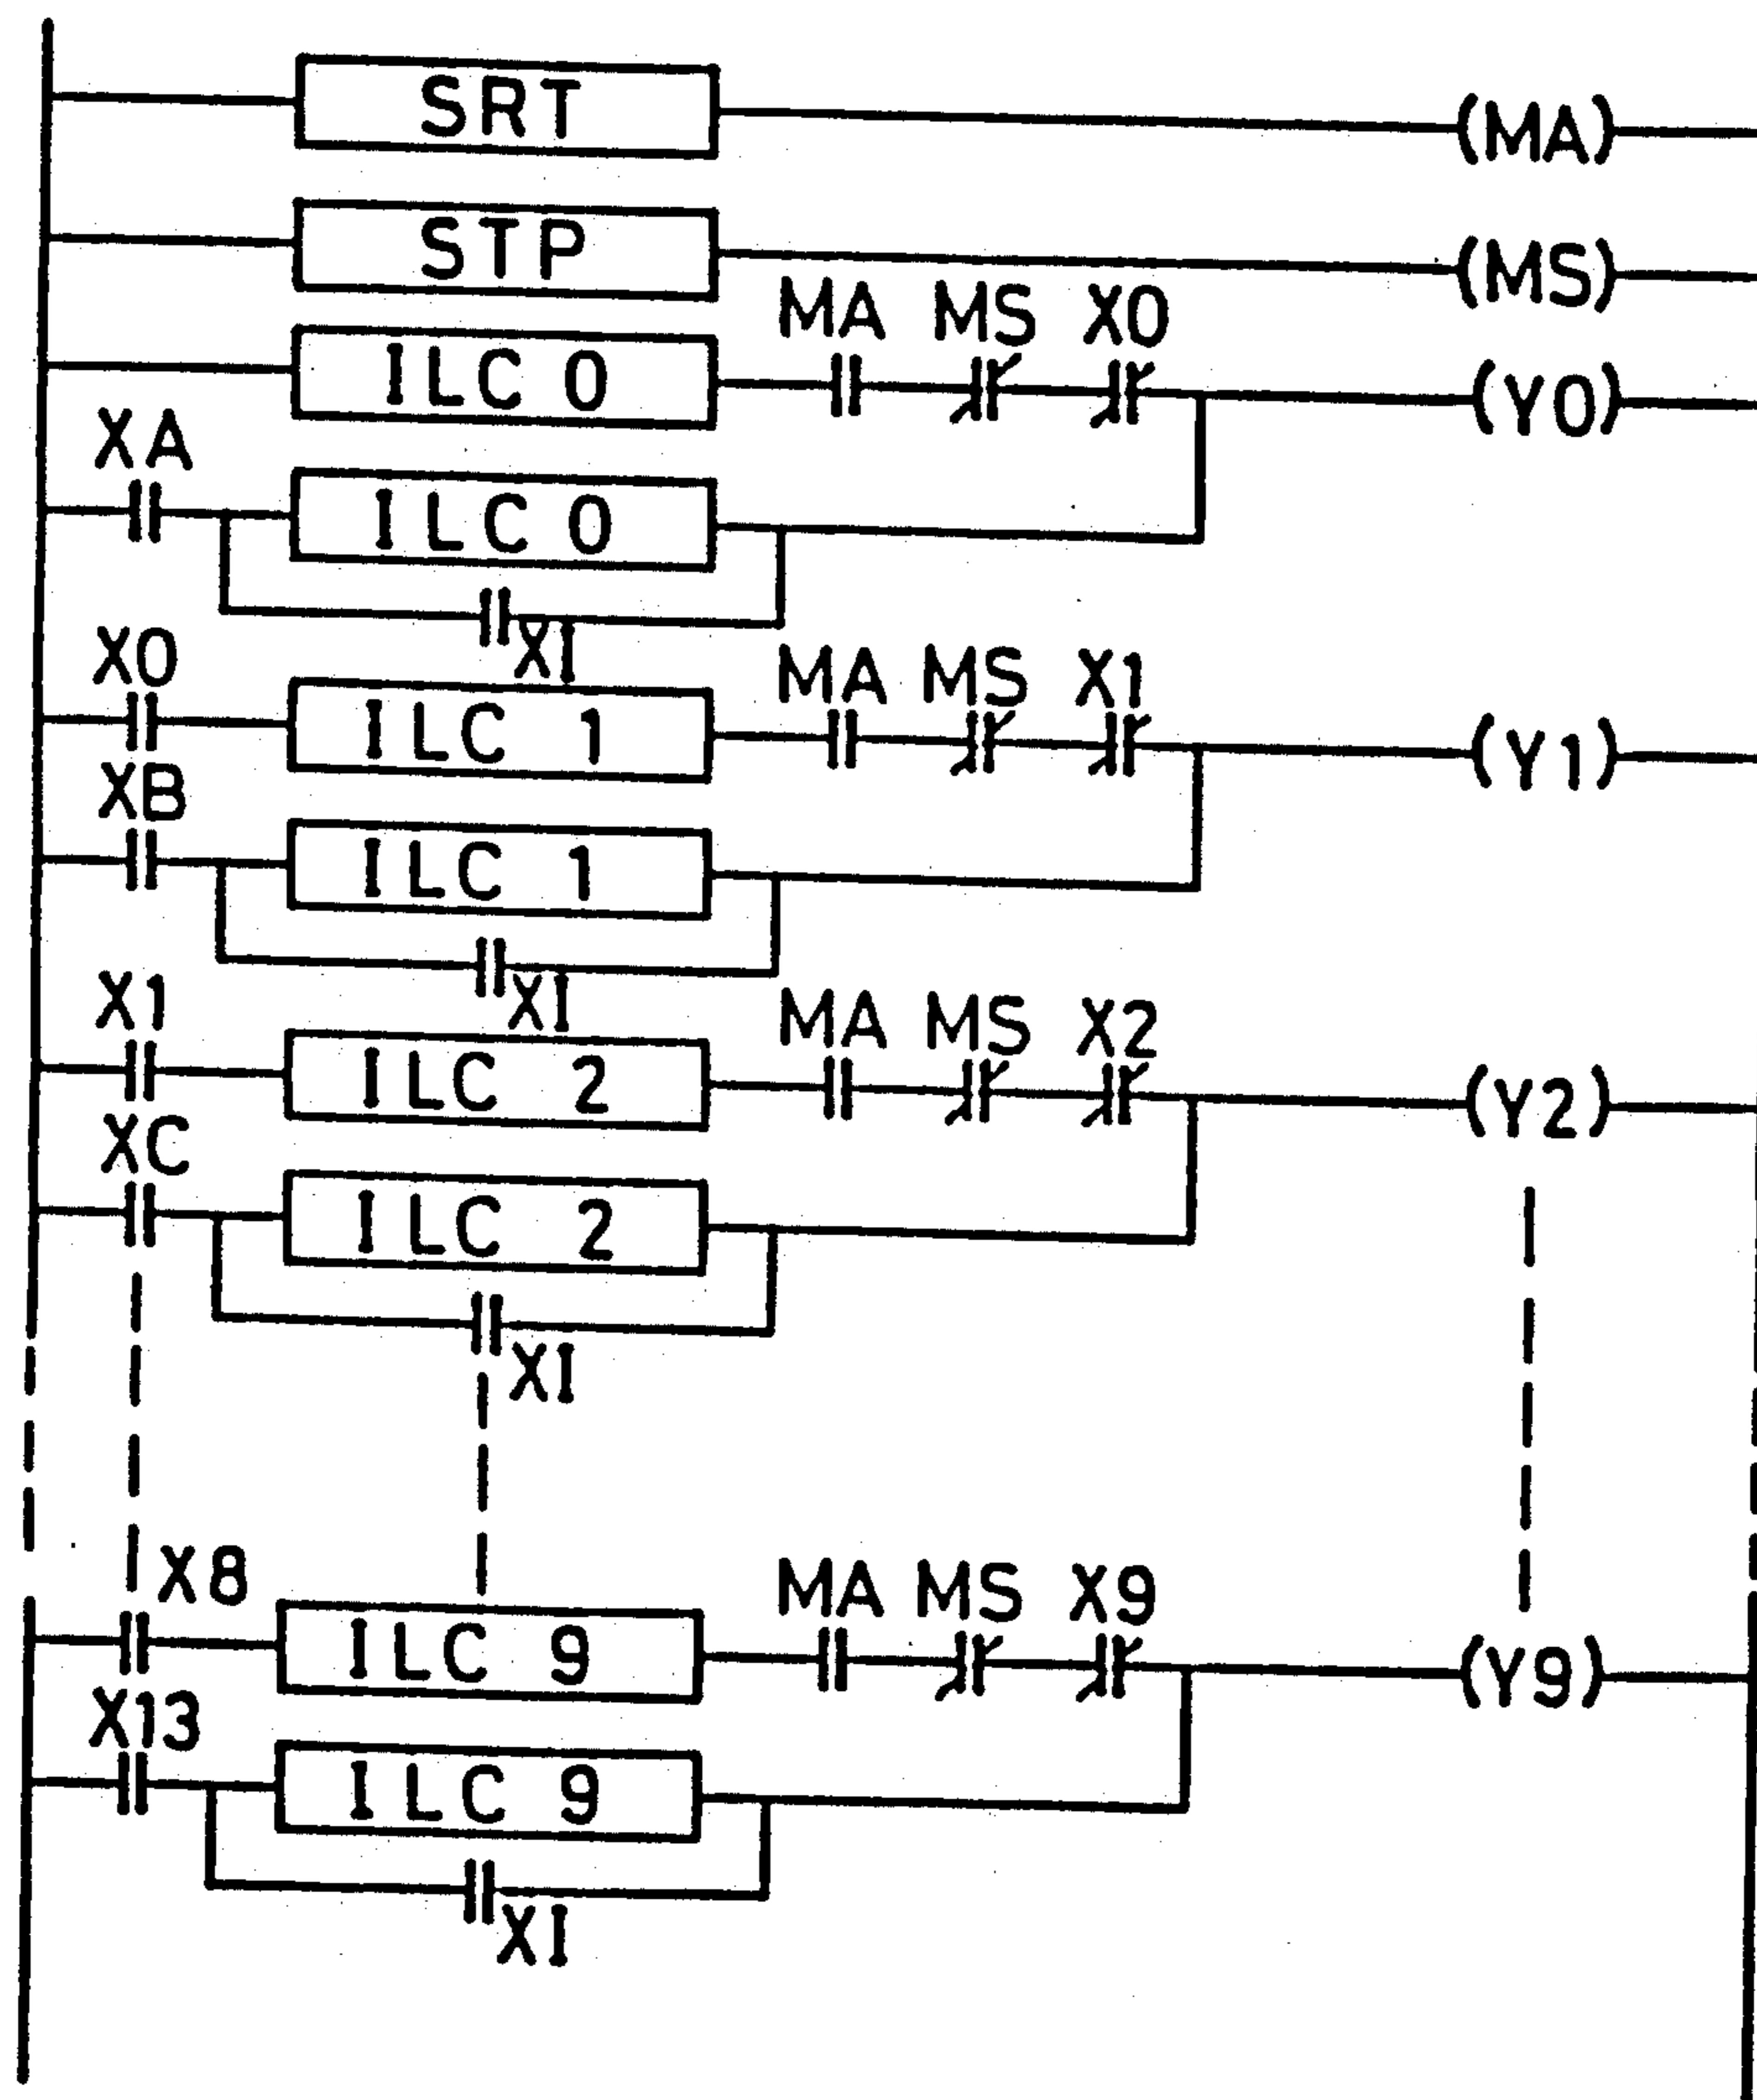 SRT (MA)
STP (MS)
MA MS X0
ILC 0 (Y0)
XA
ILC 0
XI
X0 MA MS X1
ILC 1 (Y1)
XB
ILC 1
XI
X1 MA MS X2
ILC 2 (Y2)
XC
ILC 2
XI
X8 MA MS X9
ILC 9 (Y9)
X13
ILC 9
XI